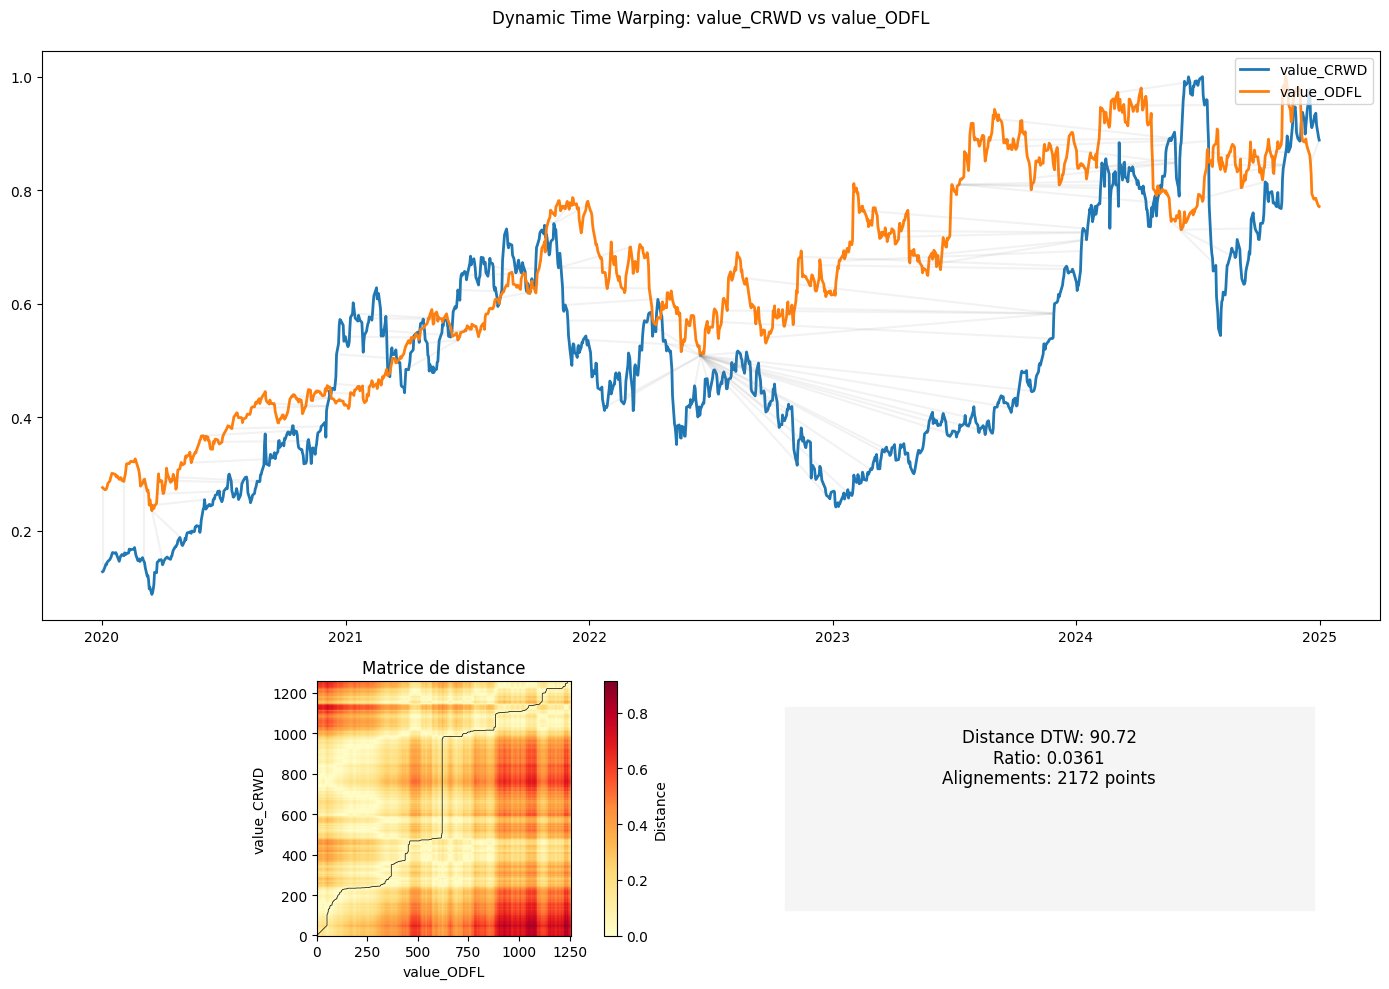 Dynamic Time Warping: value_CRWD vs value_ODFL
value_CRWD
value_ODFL
1.0
0.8
0.6
0.4
0.2
2020 2021 2022 2023 2024 2025
Matrice de distance
value_CRWD
1200
1000
800
600
400
200
0
0 250 500 750 1000 1250
value_ODFL
0.8
0.6
0.4
0.2
0.0
Distance
Distance DTW: 90.72
Ratio: 0.0361
Alignements: 2172 points